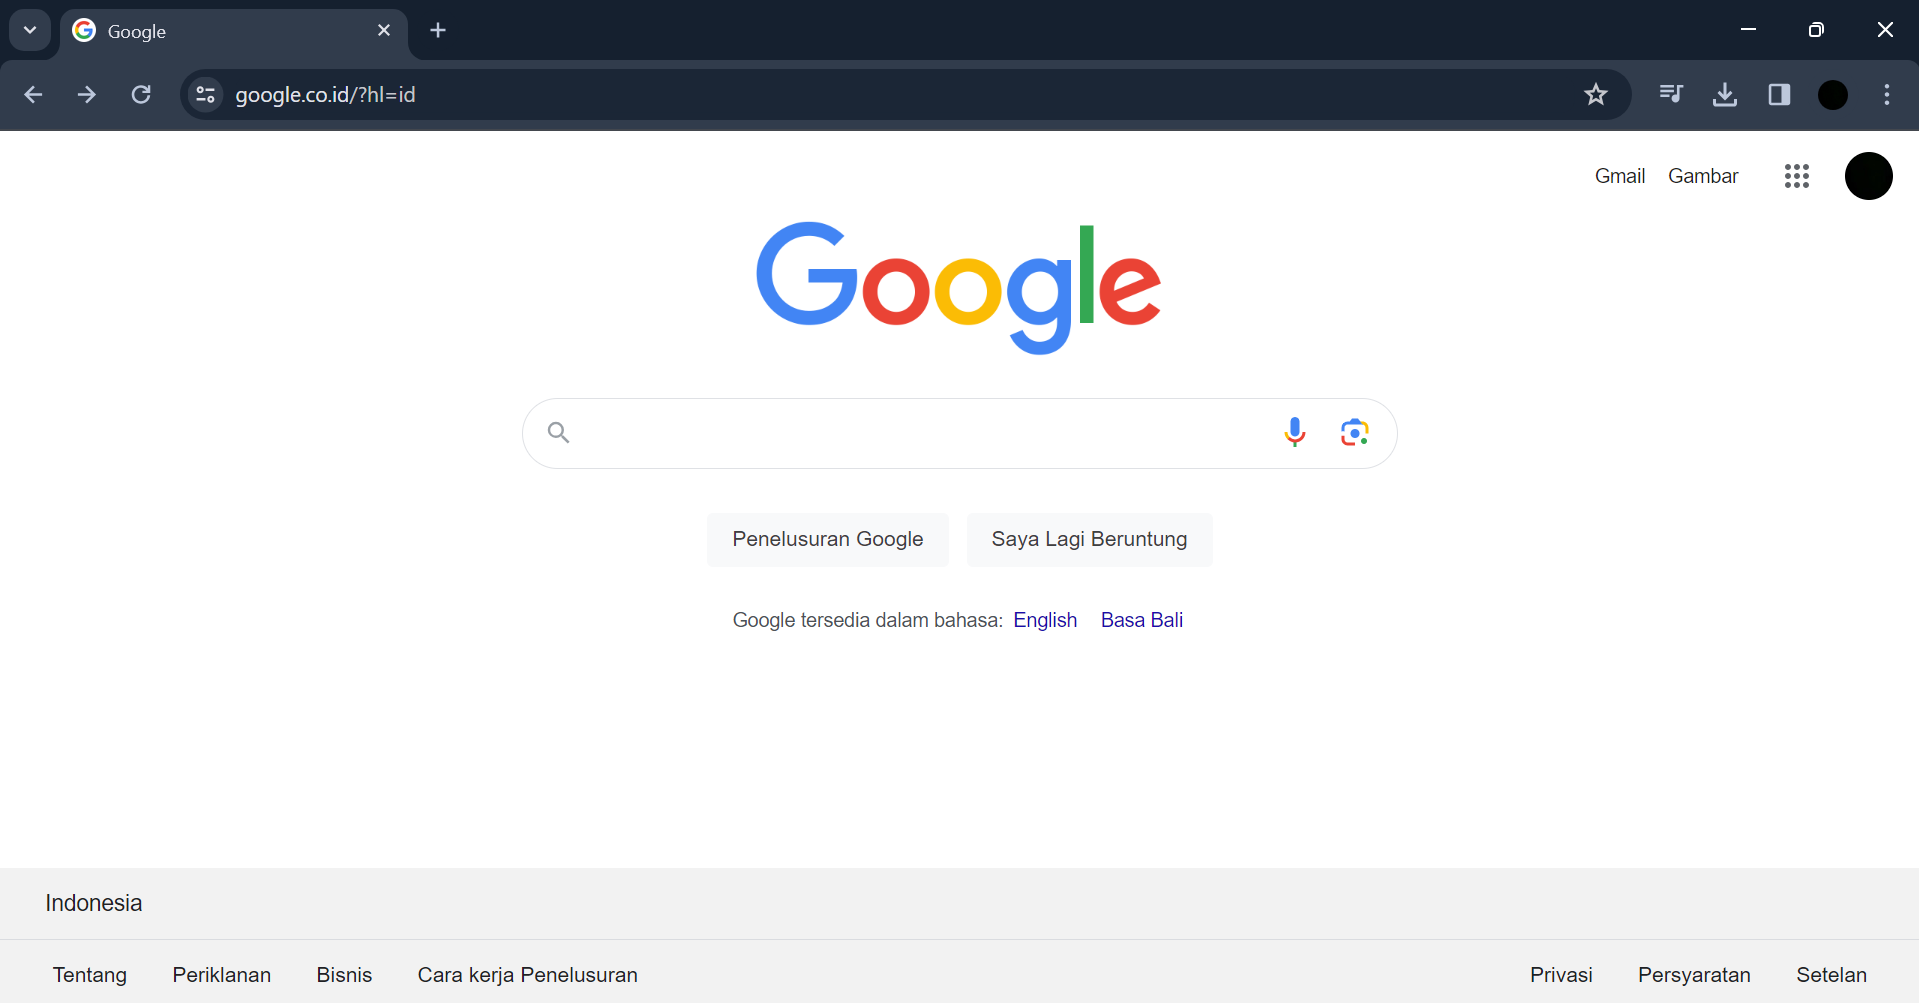 Google
google.co.id/?hl=id
Gmail Gambar
Google
Penelusuran Google Saya Lagi Beruntung
Google tersedia dalam bahasa: English Basa Bali
Indonesia
Tentang Periklanan Bisnis Cara kerja Penelusuran Privasi Persyaratan Setelan